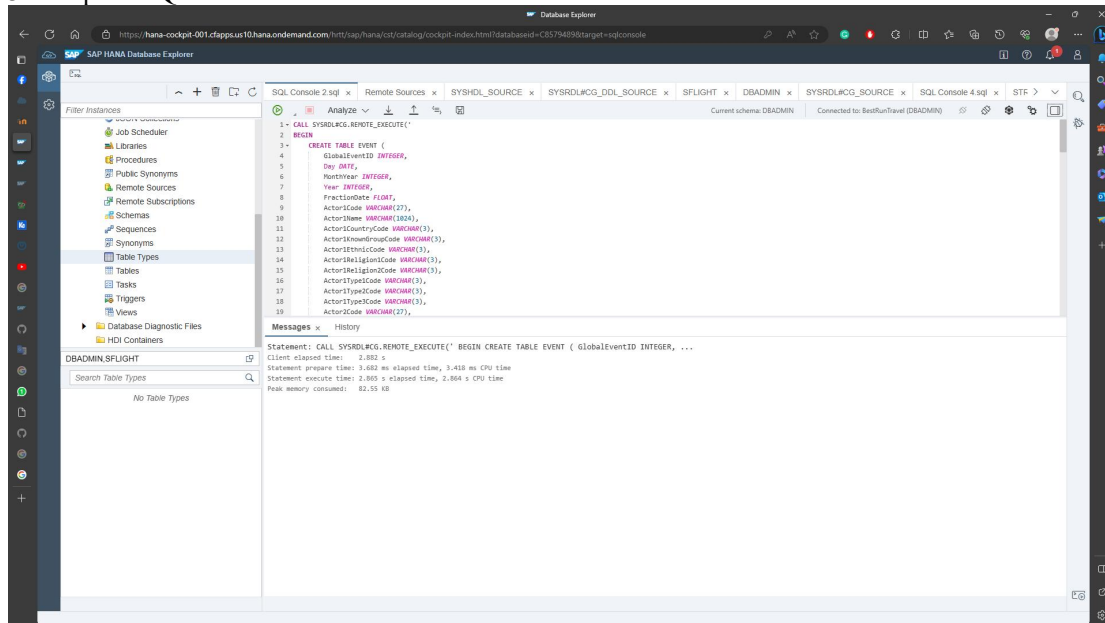 Database Explorer
https://hana-cockpit-001.cfapps.us10.hana.ondemand.com/hrtt/sap/hana/cst/catalog/cockpit-index.html?databaseid=C8579489&target=sqlconsole
SAP SAP HANA Database Explorer
SQL Console 2.sql Remote Sources SYSHDL_SOURCE SYSRDL#CG_DDL_SOURCE SFLIGHT DBADMIN SYSRDL#CG_SOURCE SQL Console 4.sql STF
Filter Instances
Analyze
Current schema: DBADMIN Connected to: BestRunTravel (DBADMIN)
JSON Collections
Job Scheduler
Libraries
Procedures
Public Synonyms
Remote Sources
Remote Subscriptions
Schemas
Sequences
Synonyms
Table Types
Tables
Tasks
Triggers
Views
Database Diagnostic Files
HDI Containers
DBADMIN,SFLIGHT
Search Table Types
No Table Types
1 CALL SYSRDL#CG.REMOTE_EXECUTE('
2 BEGIN
3 CREATE TABLE EVENT (
4 GlobalEventID INTEGER,
5 Day DATE,
6 MonthYear INTEGER,
7 Year INTEGER,
8 FractionDate FLOAT,
9 Actor1Code VARCHAR(27),
10 Actor1Name VARCHAR(1024),
11 Actor1CountryCode VARCHAR(3),
12 Actor1KnownGroupCode VARCHAR(3),
13 Actor1EthnicCode VARCHAR(3),
14 Actor1Religion1Code VARCHAR(3),
15 Actor1Religion2Code VARCHAR(3),
16 Actor1Type1Code VARCHAR(3),
17 Actor1Type2Code VARCHAR(3),
18 Actor1Type3Code VARCHAR(3),
19 Actor2Code VARCHAR(27),
Messages History
Statement: CALL SYSRDL#CG.REMOTE_EXECUTE(' BEGIN CREATE TABLE EVENT ( GlobalEventID INTEGER, ...
Client elapsed time: 2.882 s
Statement prepare time: 3.682 ms elapsed time, 3.418 ms CPU time
Statement execute time: 2.865 s elapsed time, 2.864 s CPU time
Peak memory consumed: 82.55 KB